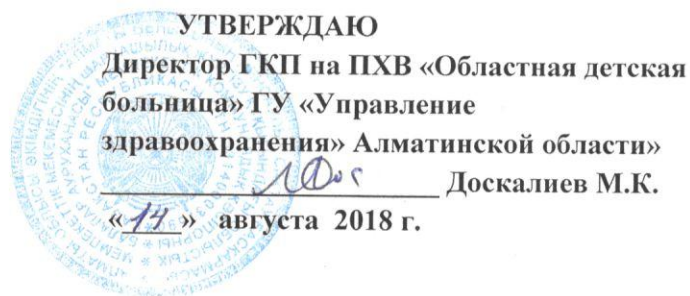 УТВЕРЖДАЮ
Директор ГКП на ПХВ «Областная детская
больница» ГУ «Управление
здравоохранения» Алматинской области»
Доскалиев М.К.
«14» августа 2018 г.